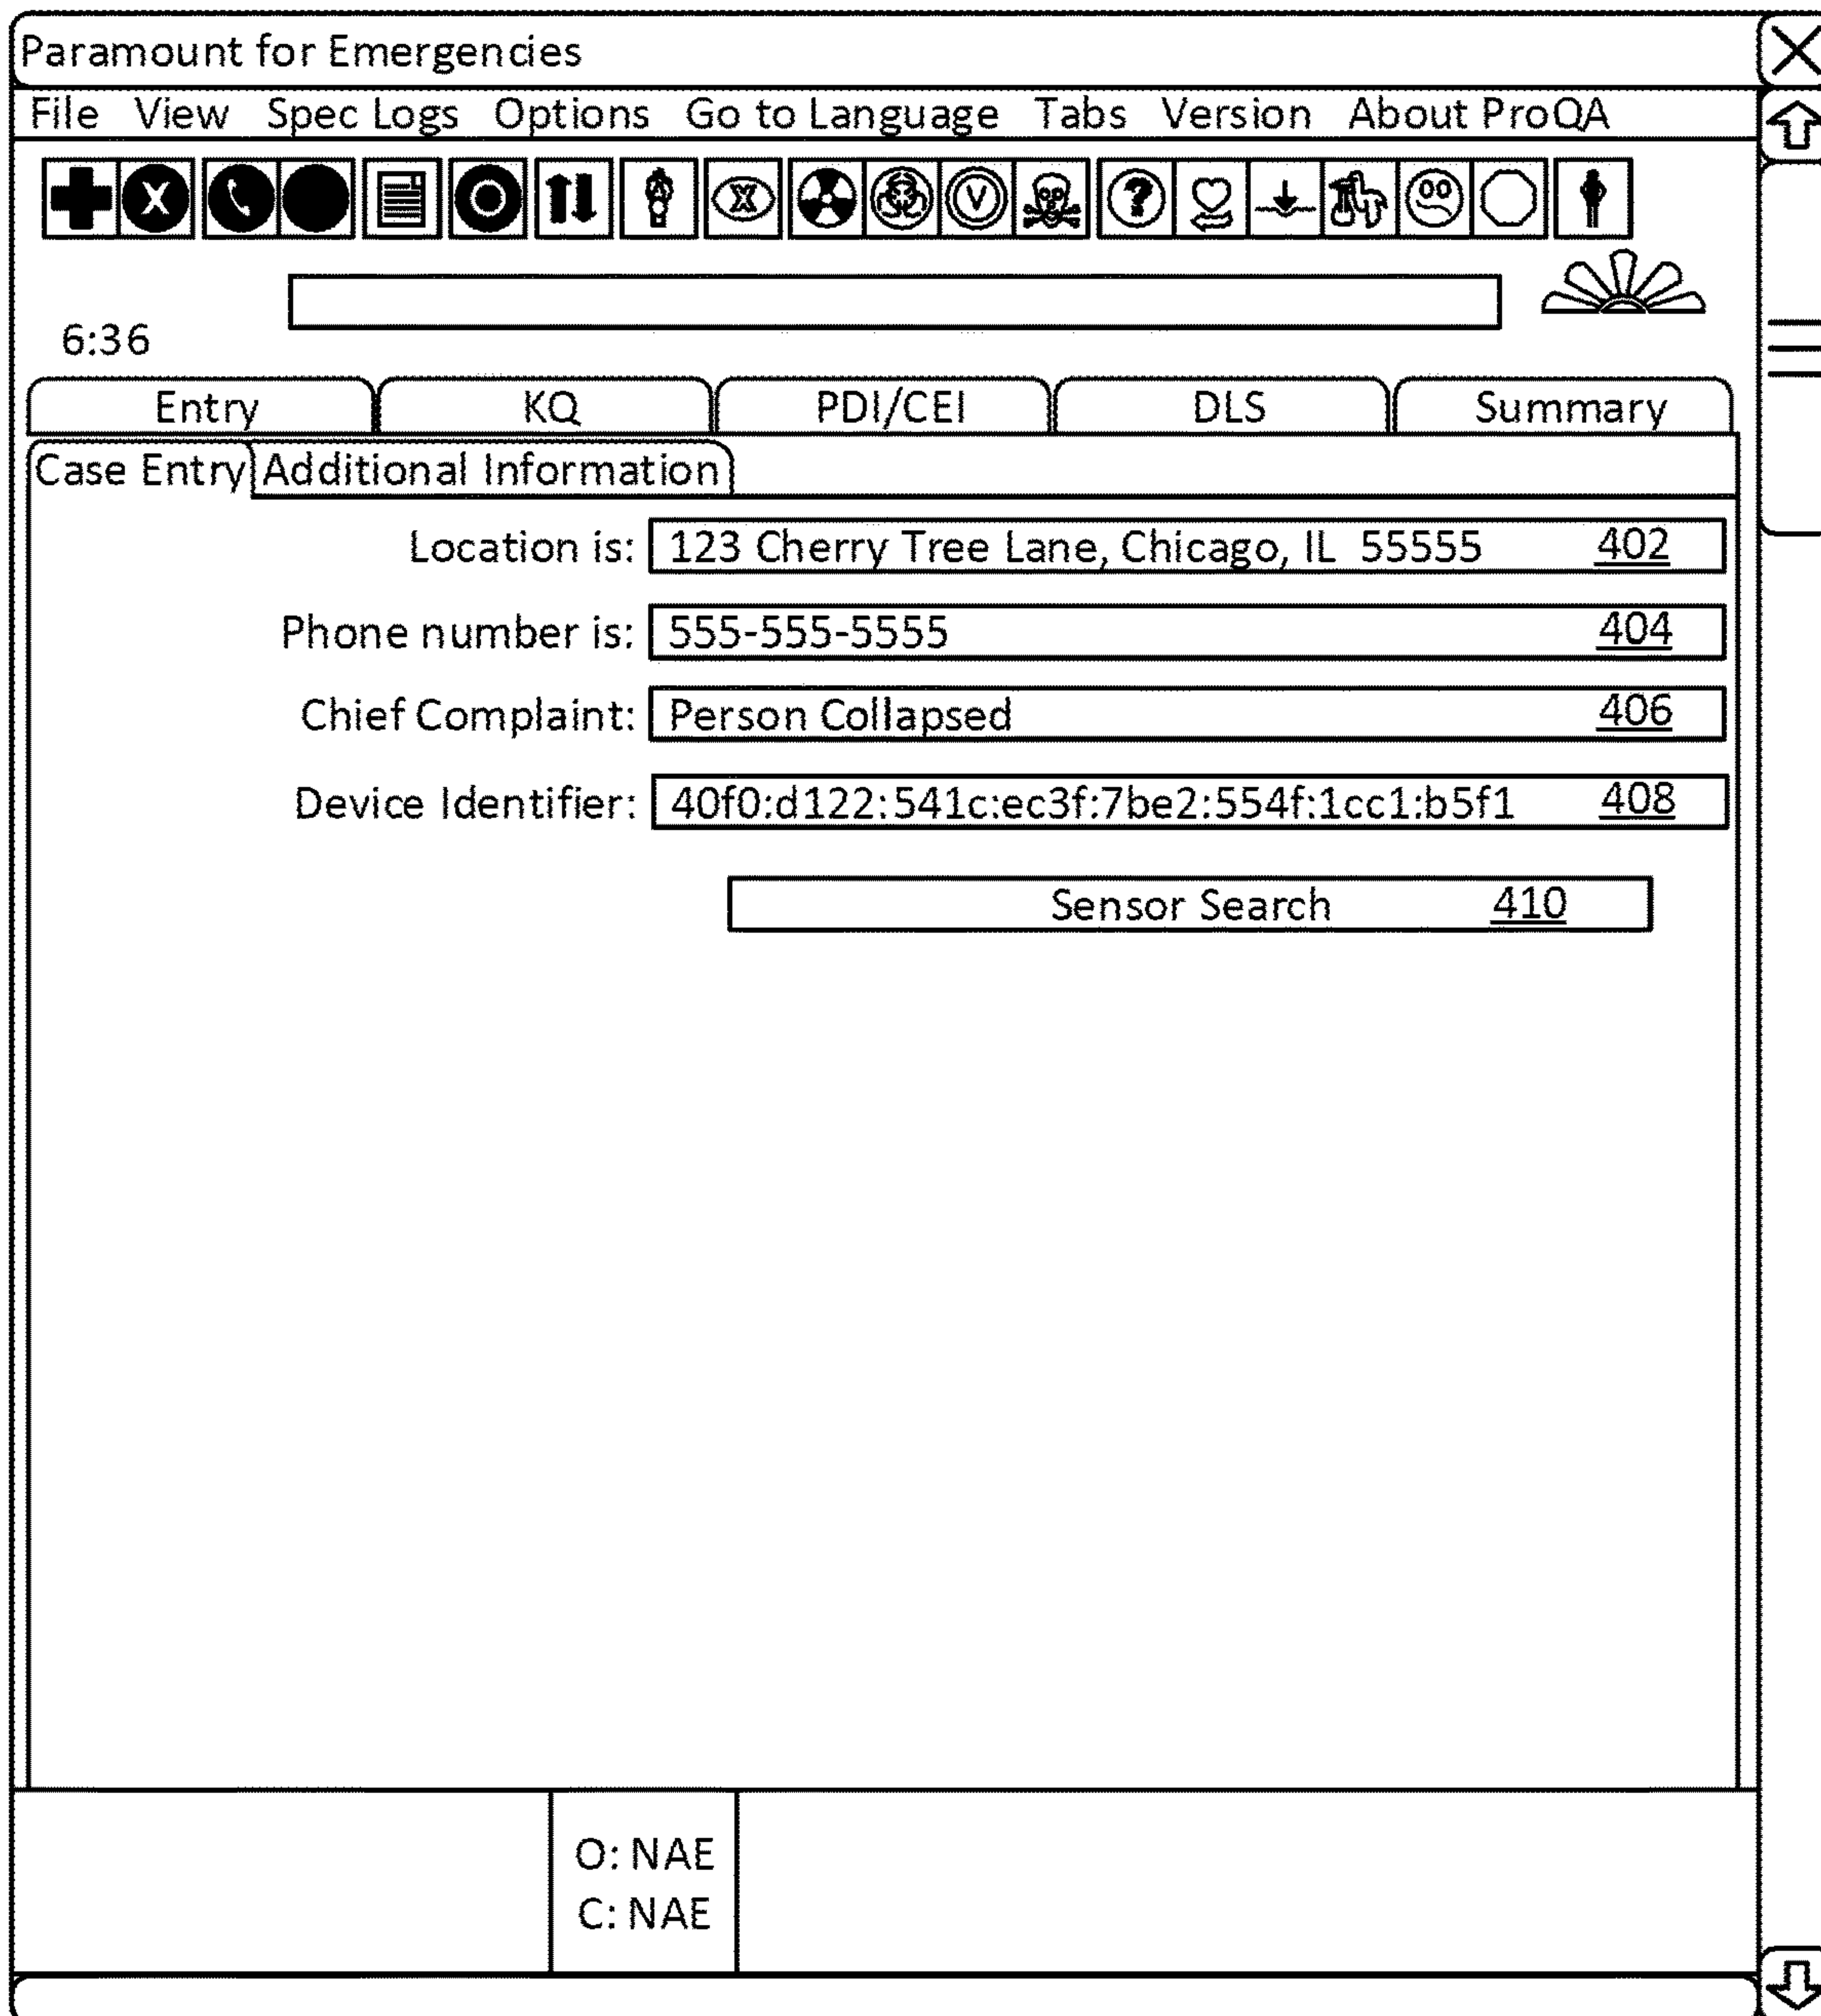 Paramount for Emergencies
File View Spec Logs Options Go to Language Tabs Version About ProQA
X A X V ?
6:36
Entry KQ PDI/CEI DLS Summary
Case Entry Additional Information
Location is: 123 Cherry Tree Lane, Chicago, IL 55555 402
Phone number is: 555-555-5555 404
Chief Complaint: Person Collapsed 406
Device Identifier: 40f0:d122:541c:ec3f:7be2:554f:1cc1:b5f1 408
Sensor Search 410
O: NAE
C: NAE